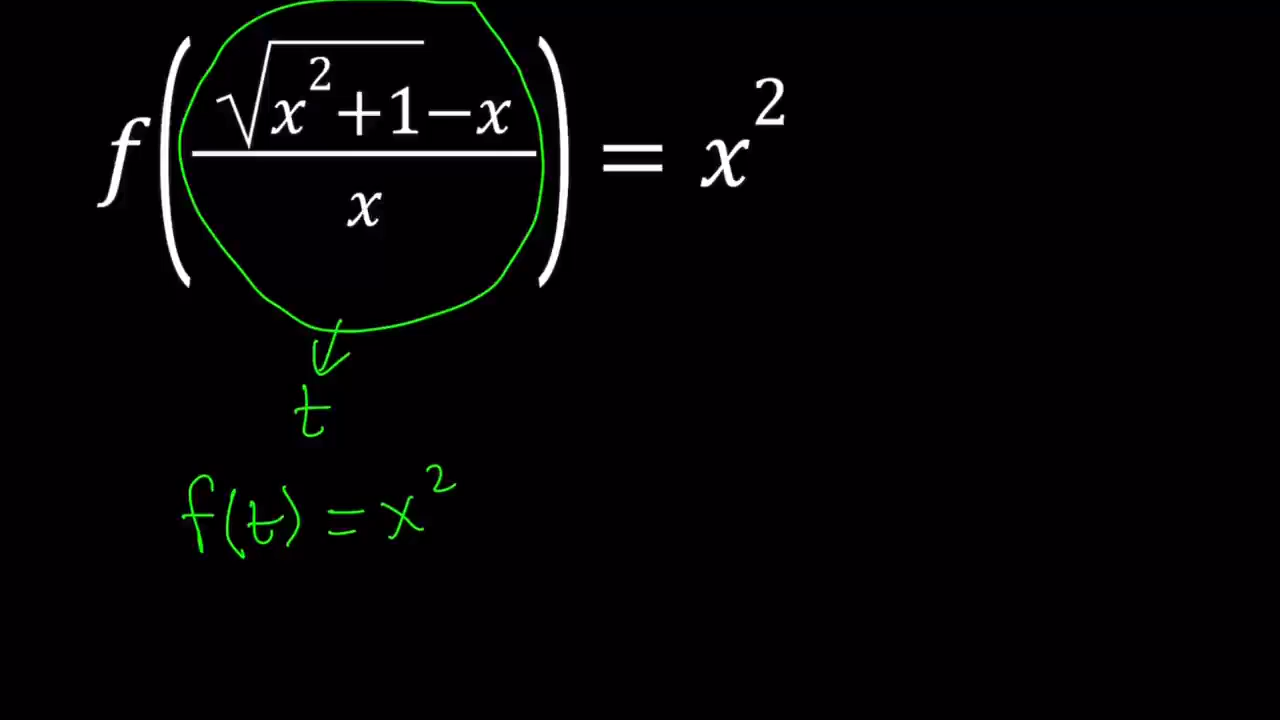 f((√(x²+1)−x)/x) = x²
t
f(t) = x²